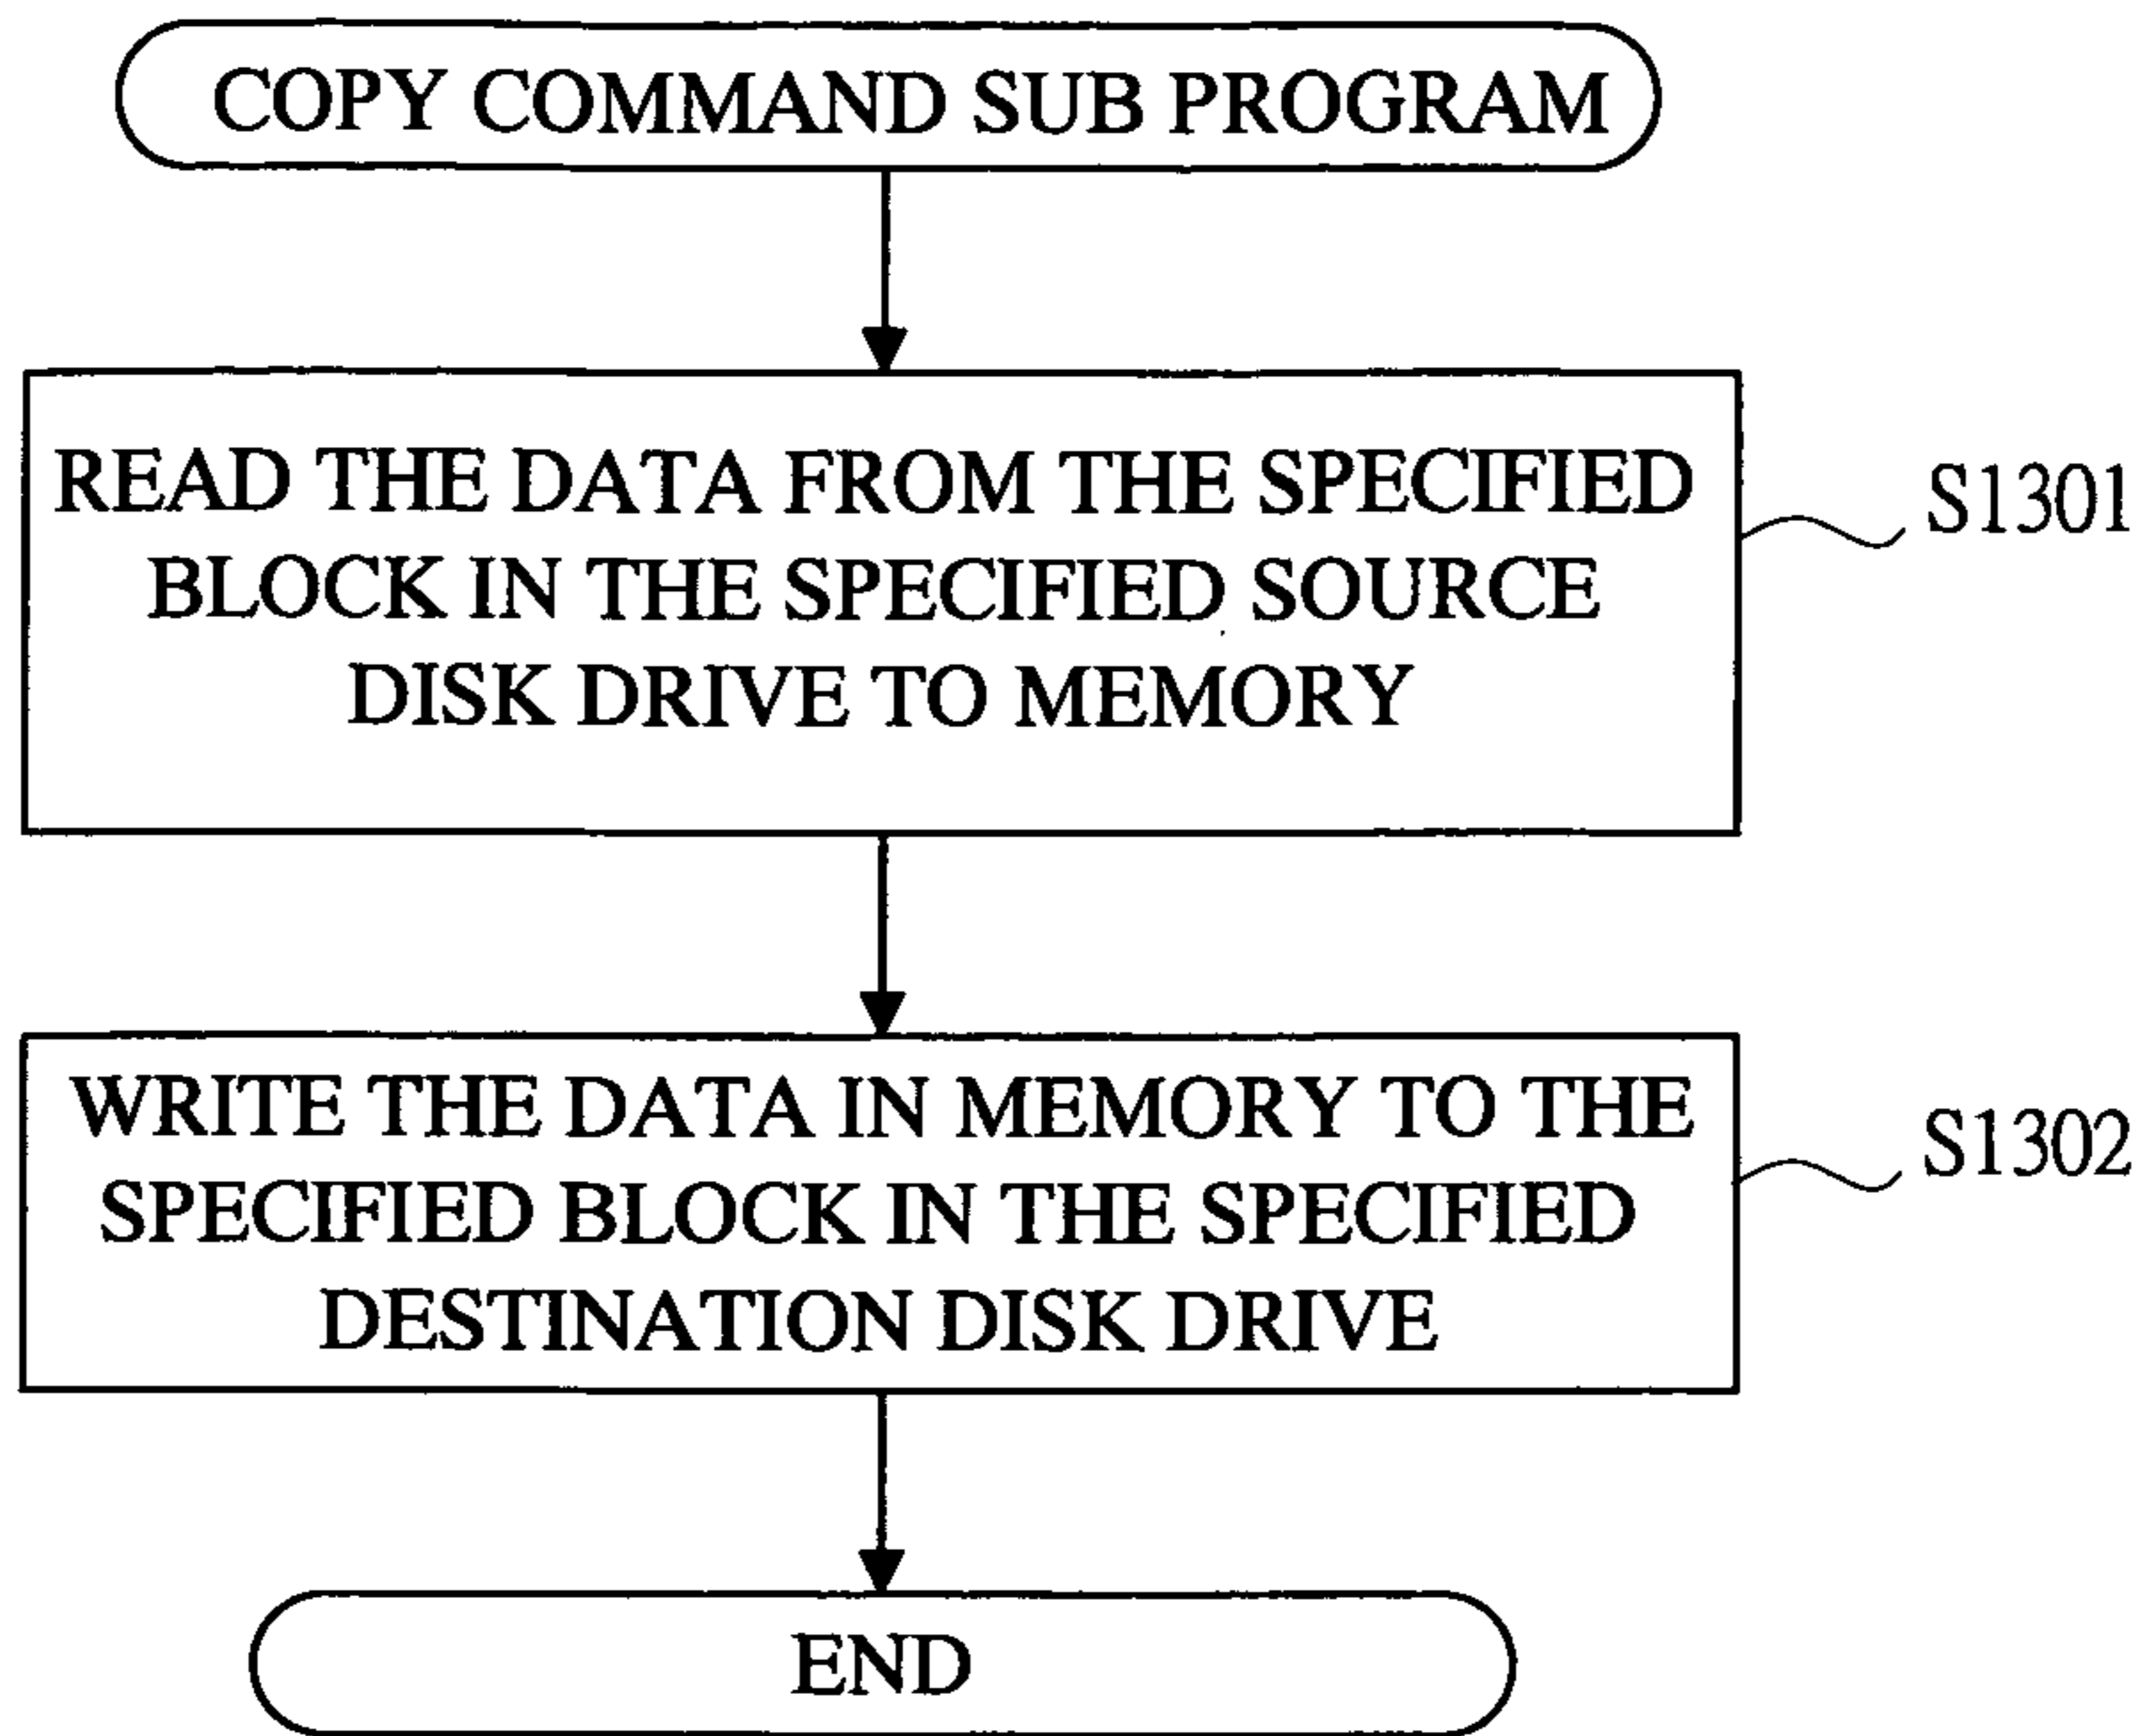 COPY COMMAND SUB PROGRAM
READ THE DATA FROM THE SPECIFIED
BLOCK IN THE SPECIFIED SOURCE
DISK DRIVE TO MEMORY
S1301
WRITE THE DATA IN MEMORY TO THE
SPECIFIED BLOCK IN THE SPECIFIED
DESTINATION DISK DRIVE
S1302
END